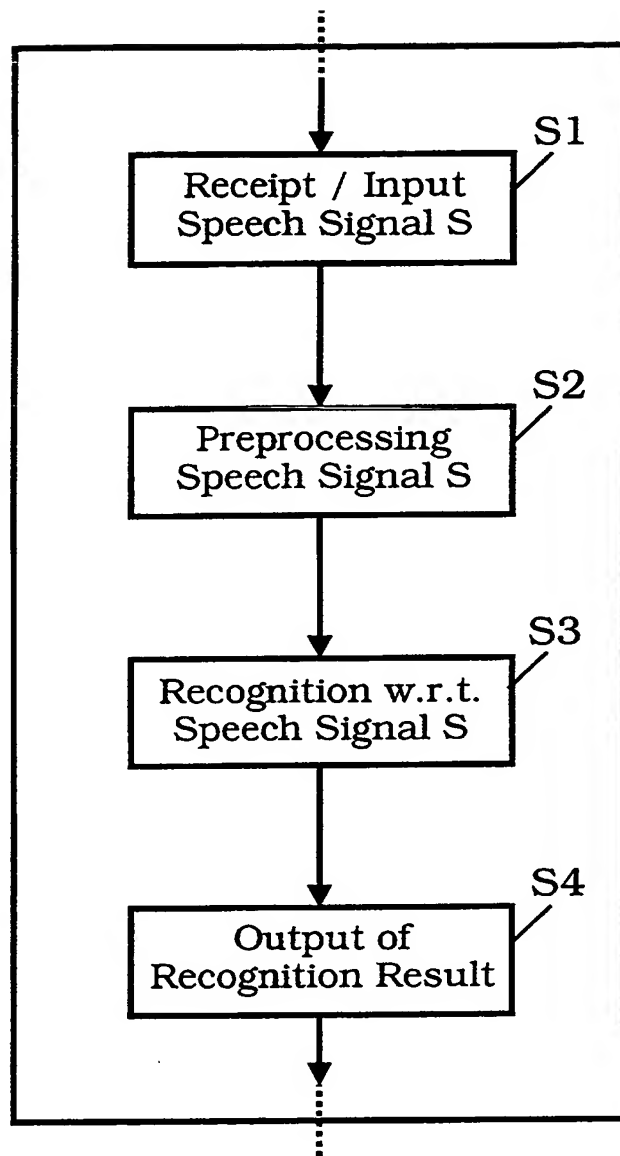 S1
Receipt / Input
Speech Signal S
S2
Preprocessing
Speech Signal S
S3
Recognition w.r.t.
Speech Signal S
S4
Output of
Recognition Result